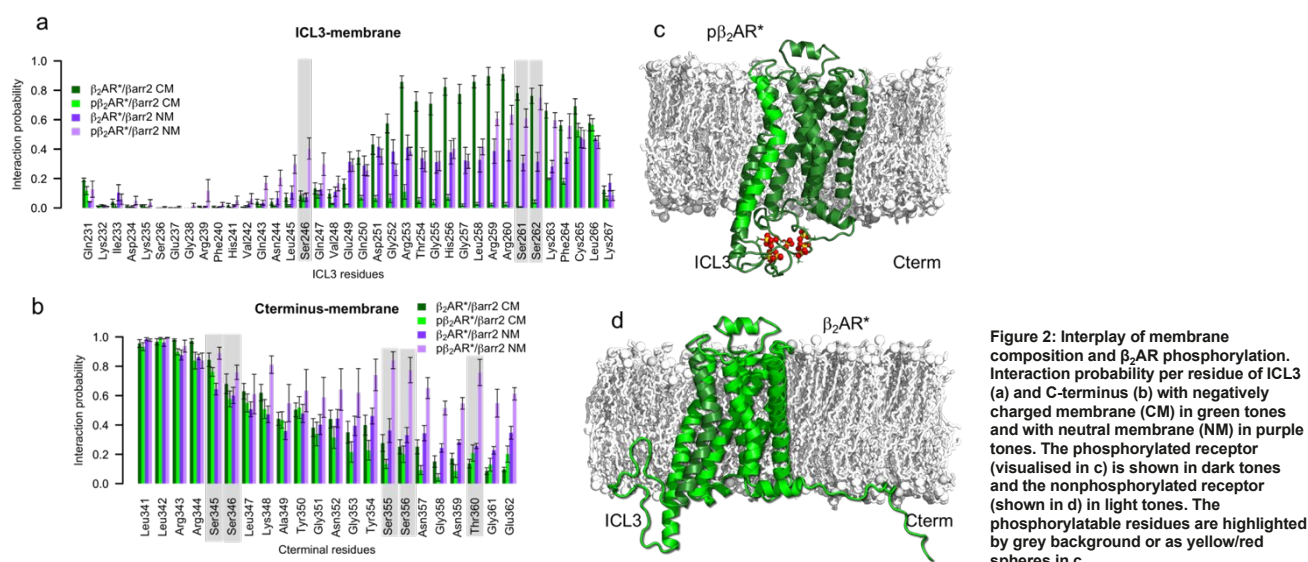 a
ICL3-membrane
Interaction probability
1.0
0.8
0.6
0.4
0.2
0.0
β2AR*/βarr2 CM
pβ2AR*/βarr2 CM
β2AR*/βarr2 NM
pβ2AR*/βarr2 NM
Gln231
Lys232
Ile233
Asp234
Lys235
Ser236
Glu237
Gly238
Arg239
Phe240
His241
Val242
Gln243
Asn244
Leu245
Ser246
Gln247
Val248
Glu249
Gln250
Asp251
Gly252
Arg253
Thr254
Gly255
His256
Gly257
Leu258
Arg259
Arg260
Ser261
Ser262
Lys263
Phe264
Cys265
Leu266
Lys267
ICL3 residues
b
Cterminus-membrane
Interaction probability
1.0
0.8
0.6
0.4
0.2
0.0
β2AR*/βarr2 CM
pβ2AR*/βarr2 CM
β2AR*/βarr2 NM
pβ2AR*/βarr2 NM
Leu341
Leu342
Arg343
Arg344
Ser345
Ser346
Leu347
Lys348
Ala349
Tyr350
Gly351
Asn352
Gly353
Tyr354
Ser355
Ser356
Asn357
Gly358
Asn359
Thr360
Gly361
Glu362
Cterminal residues
c
pβ2AR*
ICL3
Cterm
d
β2AR*
ICL3
Cterm
Figure 2: Interplay of membrane
composition and β2AR phosphorylation.
Interaction probability per residue of ICL3
(a) and C-terminus (b) with negatively
charged membrane (CM) in green tones
and with neutral membrane (NM) in purple
tones. The phosphorylated receptor
(visualised in c) is shown in dark tones
and the nonphosphorylated receptor
(shown in d) in light tones. The
phosphorylatable residues are highlighted
by grey background or as yellow/red
spheres in c